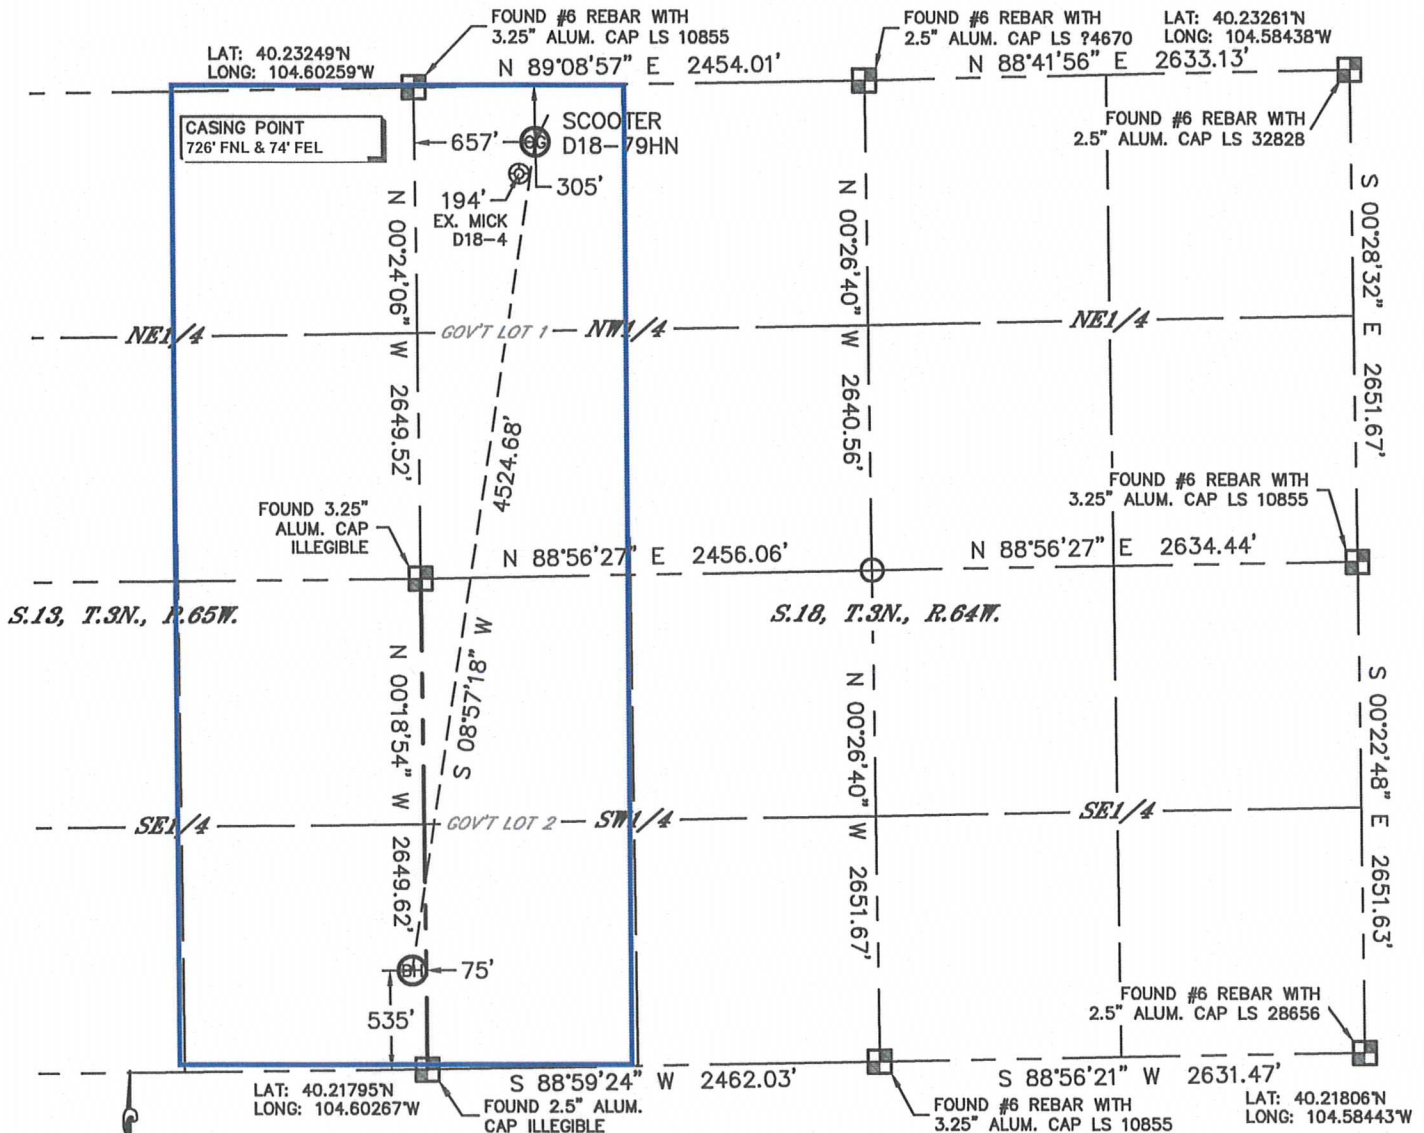 FOUND #6 REBAR WITH
3.25" ALUM. CAP LS 10855
FOUND #6 REBAR WITH
2.5" ALUM. CAP LS ?4670
LAT: 40.23261°N
LONG: 104.58438°W
LAT: 40.23249°N
LONG: 104.60259°W
N 89°08'57" E 2454.01'
N 88°41'56" E 2633.13'
FOUND #6 REBAR WITH
2.5" ALUM. CAP LS 32828
CASING POINT
726' FNL & 74' FEL
657'
SCOOTER
D18-79HN
305'
194'
EX. MICK
D18-4
N 00°24'06" W 2649.52'
N 00°26'40" W 2640.56'
S 00°28'32" E 2651.67'
NE1/4
GOV'T LOT 1
NW1/4
NE1/4
4524.68'
S 08°57'18" W
FOUND 3.25"
ALUM. CAP
ILLEGIBLE
FOUND #6 REBAR WITH
3.25" ALUM. CAP LS 10855
N 88°56'27" E 2456.06'
N 88°56'27" E 2634.44'
S.13, T.3N., R.65W.
S.18, T.3N., R.64W.
N 00°18'54" W 2649.62'
N 00°26'40" W 2651.67'
S 00°22'48" E 2651.63'
SE1/4
GOV'T LOT 2
SW1/4
SE1/4
BH
75'
535'
FOUND #6 REBAR WITH
2.5" ALUM. CAP LS 28656
S 88°59'24" W 2462.03'
S 88°56'21" W 2631.47'
LAT: 40.21795°N
LONG: 104.60267°W
FOUND 2.5" ALUM.
CAP ILLEGIBLE
FOUND #6 REBAR WITH
3.25" ALUM. CAP LS 10855
LAT: 40.21806°N
LONG: 104.58443°W